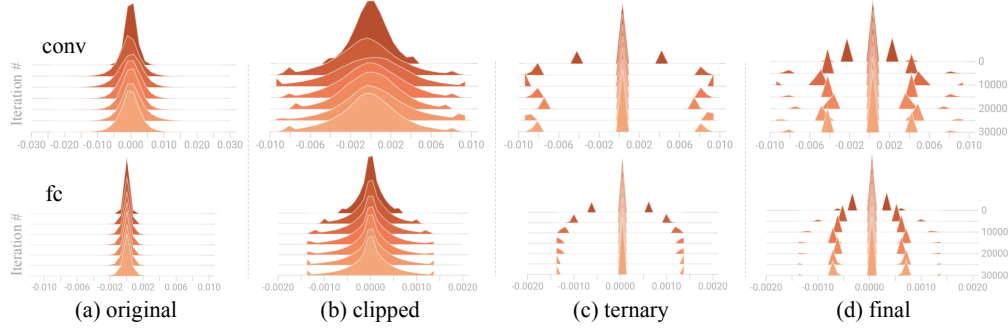 conv
Iteration #
-0.030 -0.020 -0.010 0.000 0.010 0.020 0.030
-0.010 -0.006 -0.002 0.002 0.006 0.010
-0.010 -0.006 -0.002 0.002 0.006 0.010
-0.010 -0.006 -0.002 0.002 0.006 0.010
0
10000
20000
30000
fc
Iteration #
-0.010 -0.006 -0.002 0.002 0.006 0.010
-0.0020 -0.0010 0.000 0.0010 0.0020
-0.0020 -0.0010 0.000 0.0010 0.0020
-0.0020 -0.0010 0.000 0.0010 0.0020
0
10000
20000
30000
(a) original
(b) clipped
(c) ternary
(d) final